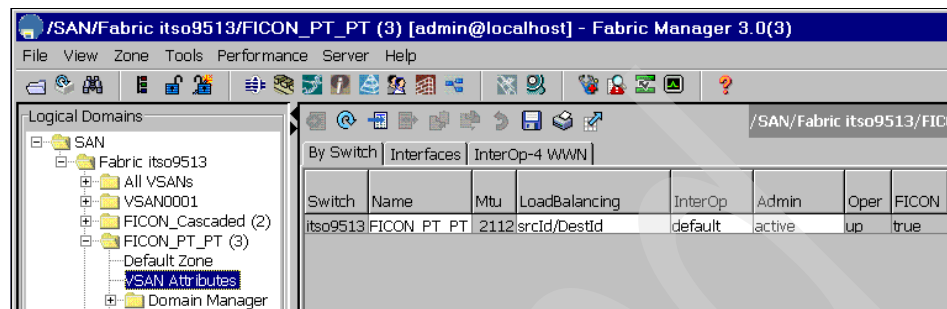 /SAN/Fabric itso9513/FICON_PT_PT (3) [admin@localhost] - Fabric Manager 3.0(3)
File View Zone Tools Performance Server Help
Logical Domains
/SAN/Fabric itso9513/FIC
SAN
Fabric itso9513
All VSANs
VSAN0001
FICON_Cascaded (2)
FICON_PT_PT (3)
Default Zone
VSAN Attributes
Domain Manager
By Switch Interfaces InterOp-4 WWN
Switch Name Mtu LoadBalancing InterOp Admin Oper FICON
itso9513 FICON_PT_PT 2112 srcId/DestId default active up true